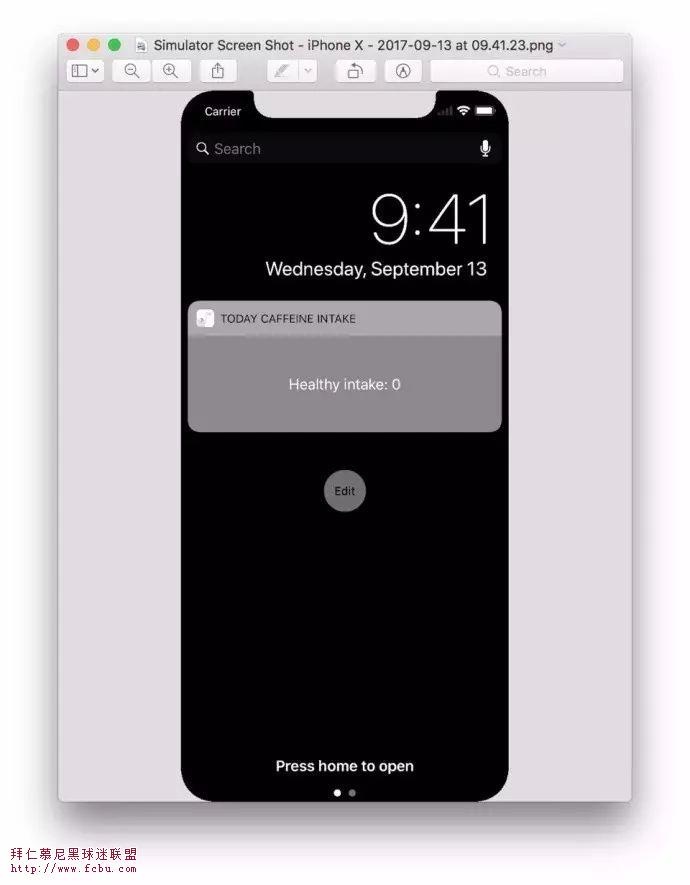 Simulator Screen Shot - iPhone X - 2017-09-13 at 09.41.23.png
Search
Carrier
Search
9:41
Wednesday, September 13
TODAY CAFFEINE INTAKE
Healthy intake: 0
Edit
Press home to open
拜仁慕尼黑球迷联盟
http://www.fcbu.com